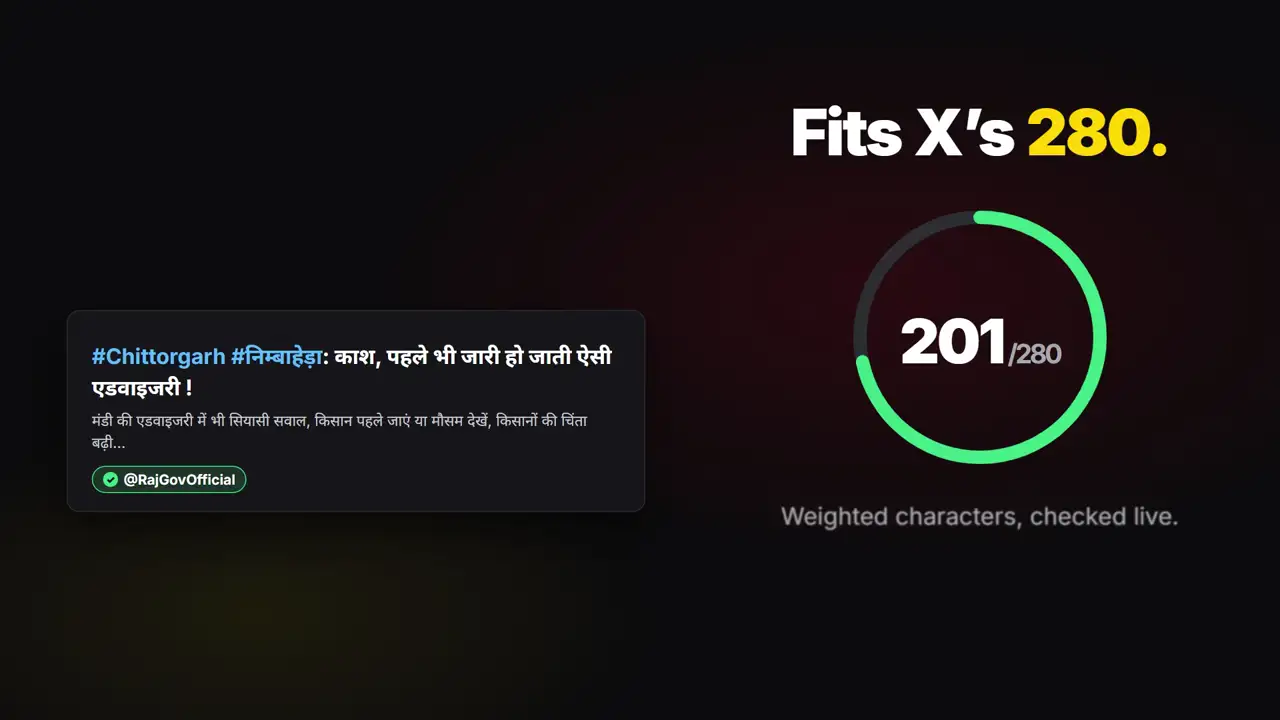 Fits X’s 280.
201/280
Weighted characters, checked live.
#Chittorgarh #निम्बाहेड़ा: काश, पहले भी जारी हो जाती ऐसी
एडवाइजरी !
मंडी की एडवाइजरी में भी सियासी सवाल, किसान पहले जाएं या मौसम देखें, किसानों की चिंता
बढ़ी...
@RajGovOfficial